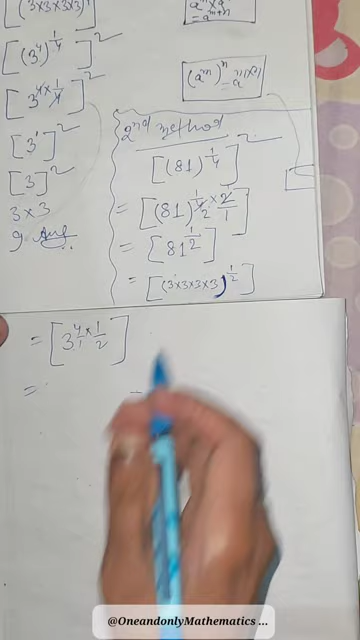 (3×3×3×3)
[(3⁴)^¼]²
[3^(4×1/4)]²
[3¹]²
[3]²
3×3
9 Ans
aᵐ×aⁿ
=aᵐ⁺ⁿ
(aᵐ)ⁿ
2nd method
[(81)^¼]²
= [(81)^(1/4 × 2/1)]
= [81^½]
= [(3×3×3×3)^½]
= [3^(4/1 × 1/2)]
=
@OneandonlyMathematics ...